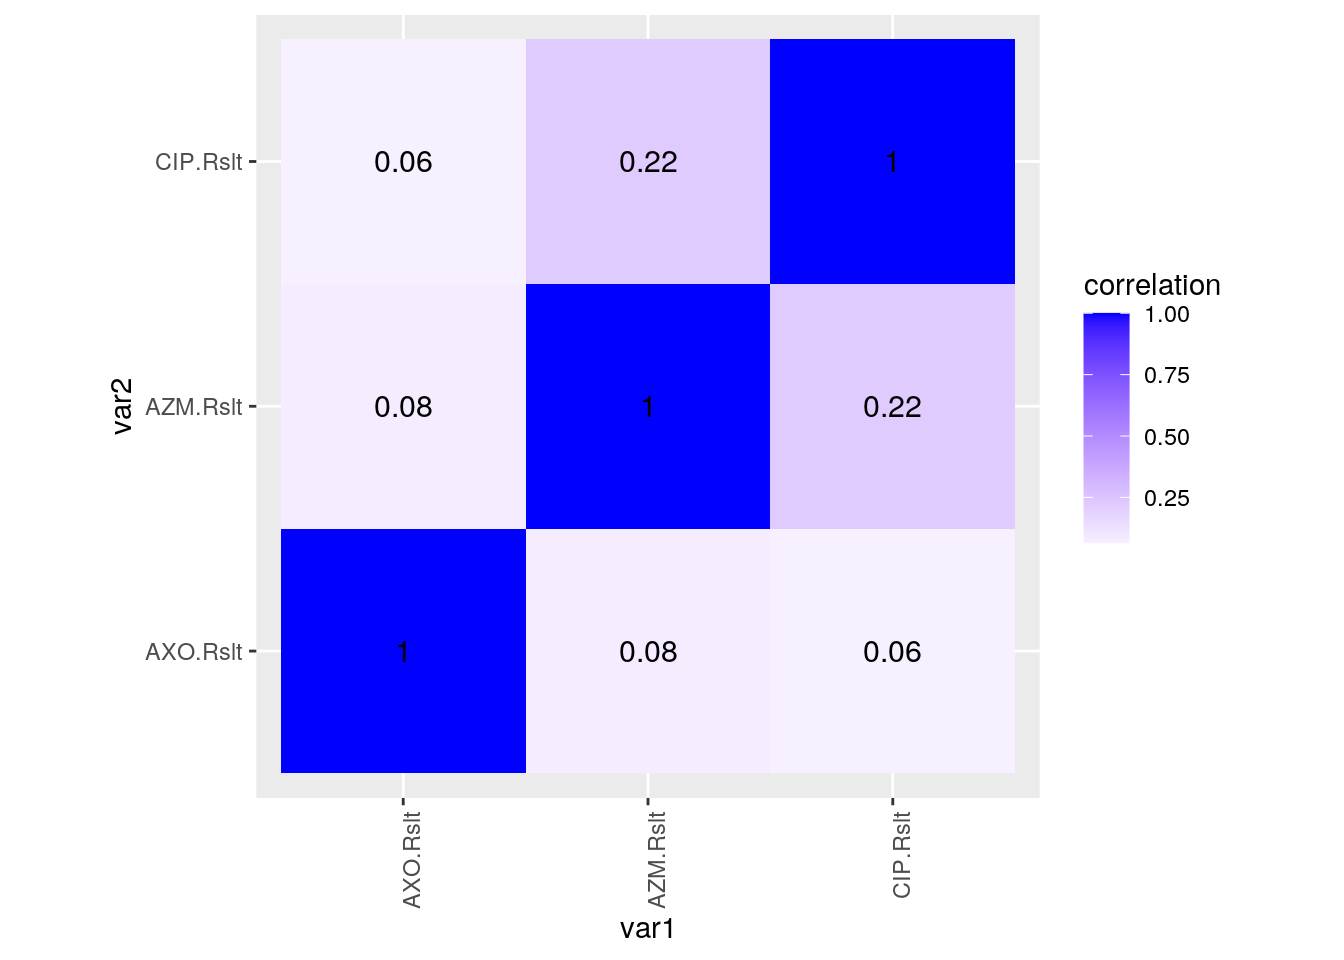 CIP.Rslt
0.06
0.22
1
AZM.Rslt
0.08
1
0.22
AXO.Rslt
1
0.08
0.06
var2
AXO.Rslt
AZM.Rslt
CIP.Rslt
var1
correlation
1.00
0.75
0.50
0.25